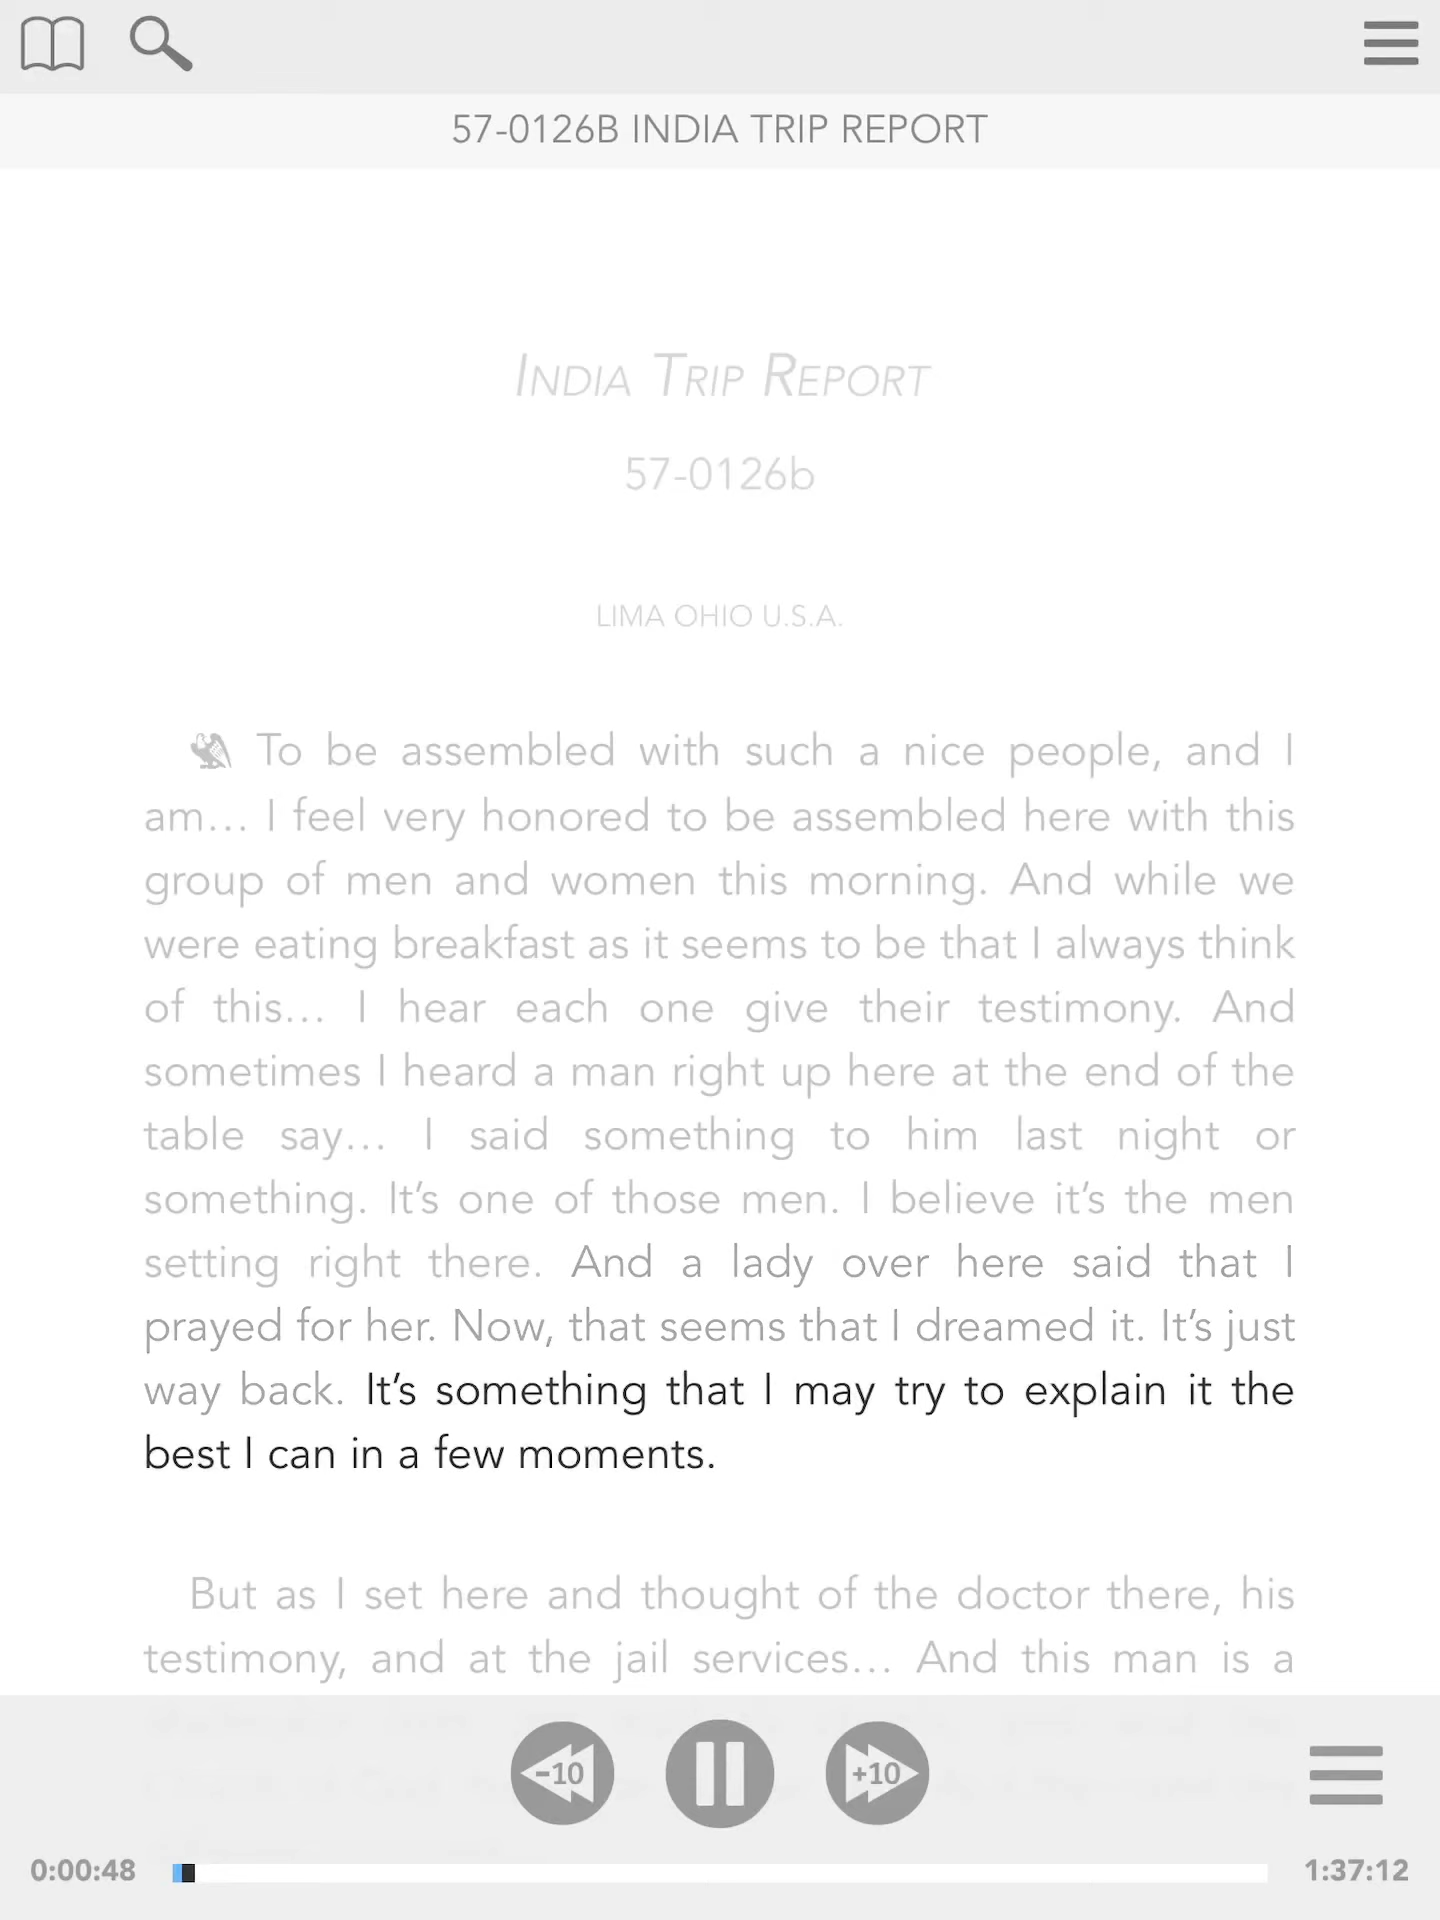 57-0126B INDIA TRIP REPORT
India Trip Report
57-0126b
LIMA OHIO U.S.A.
To be assembled with such a nice people, and I
am… I feel very honored to be assembled here with this
group of men and women this morning. And while we
were eating breakfast as it seems to be that I always think
of this… I hear each one give their testimony. And
sometimes I heard a man right up here at the end of the
table say… I said something to him last night or
something. It’s one of those men. I believe it’s the men
setting right there. And a lady over here said that I
prayed for her. Now, that seems that I dreamed it. It’s just
way back. It’s something that I may try to explain it the
best I can in a few moments.
But as I set here and thought of the doctor there, his
testimony, and at the jail services… And this man is a
-10
+10
0:00:48
1:37:12